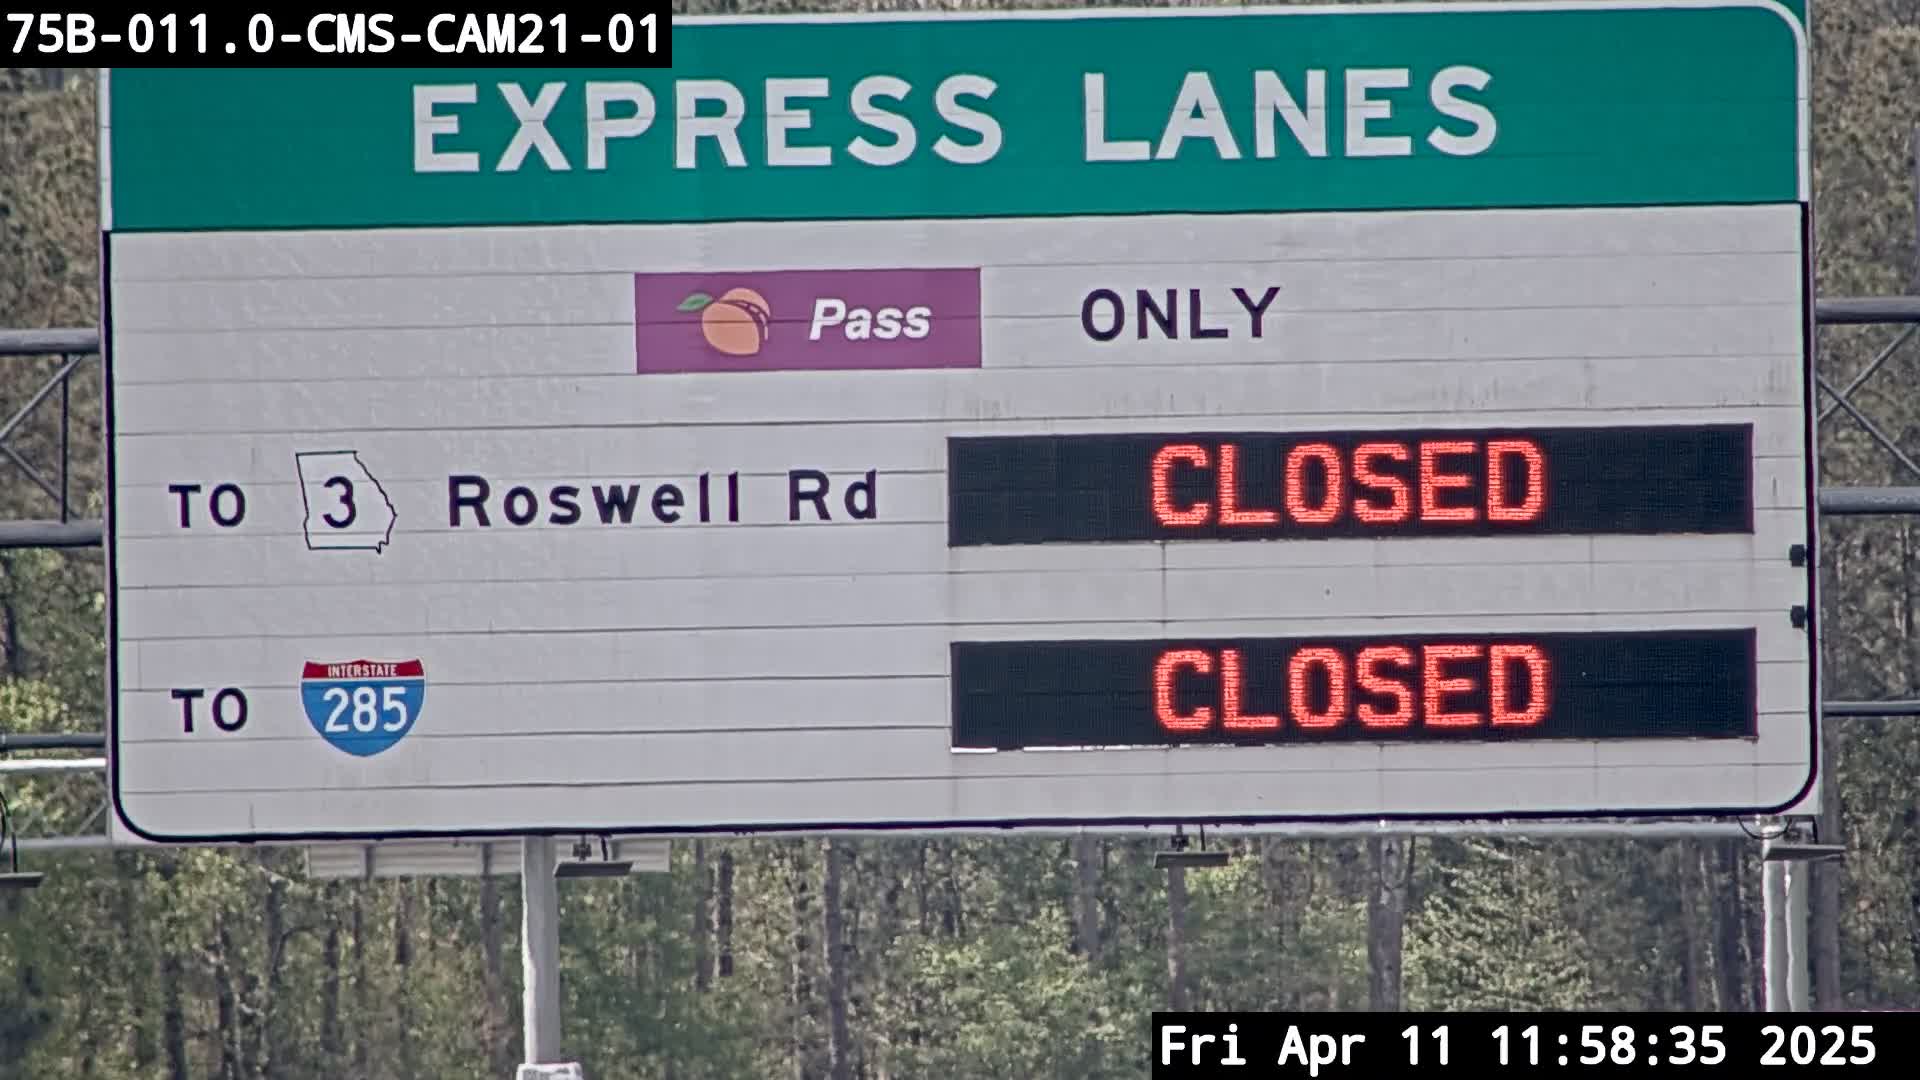 75B-011.0-CMS-CAM21-01
EXPRESS LANES
Pass ONLY
TO 3 Roswell Rd CLOSED
INTERSTATE
TO 285 CLOSED
Fri Apr 11 11:58:35 2025